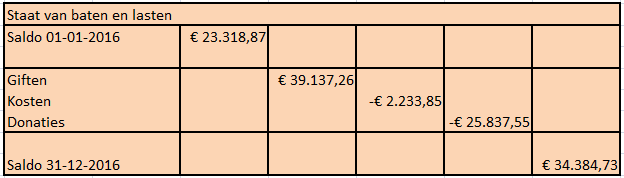 Staat van baten en lasten
Saldo 01-01-2016 € 23.318,87
Giften € 39.137,26
Kosten -€ 2.233,85
Donaties -€ 25.837,55
Saldo 31-12-2016 € 34.384,73